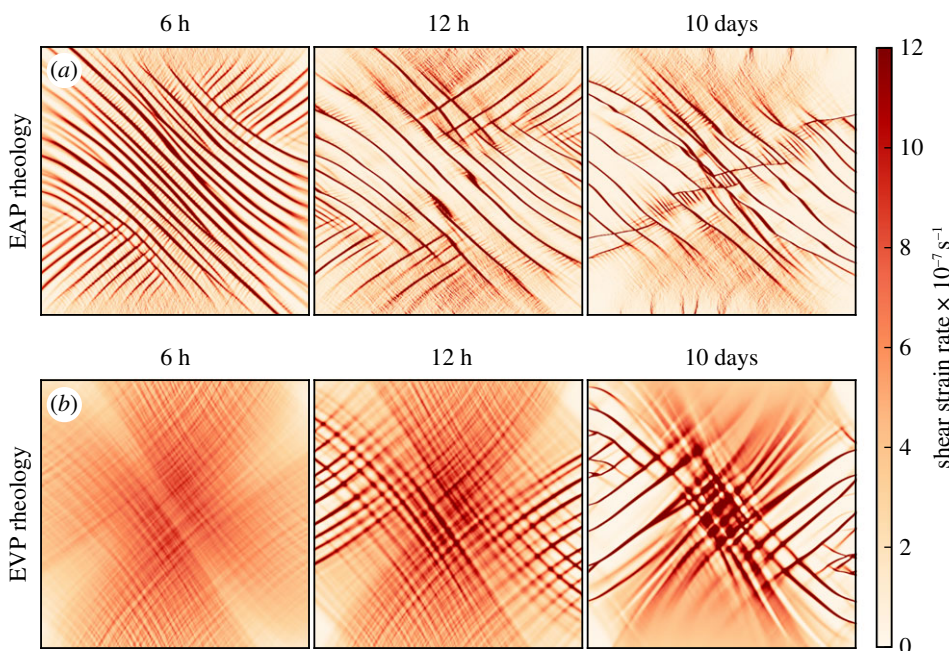 6 h 12 h 10 days
(a)
EAP rheology
6 h 12 h 10 days
(b)
EVP rheology
12
10
8
6
4
2
0
shear strain rate × 10⁻⁷ s⁻¹